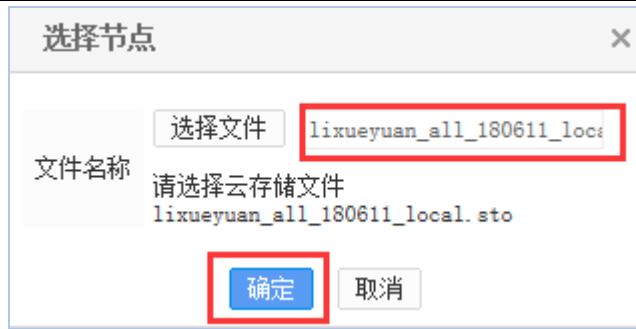 选择节点
选择文件 lixueyuan_all_180611_loca
文件名称
请选择云存储文件
lixueyuan_all_180611_local.sto
确定 取消